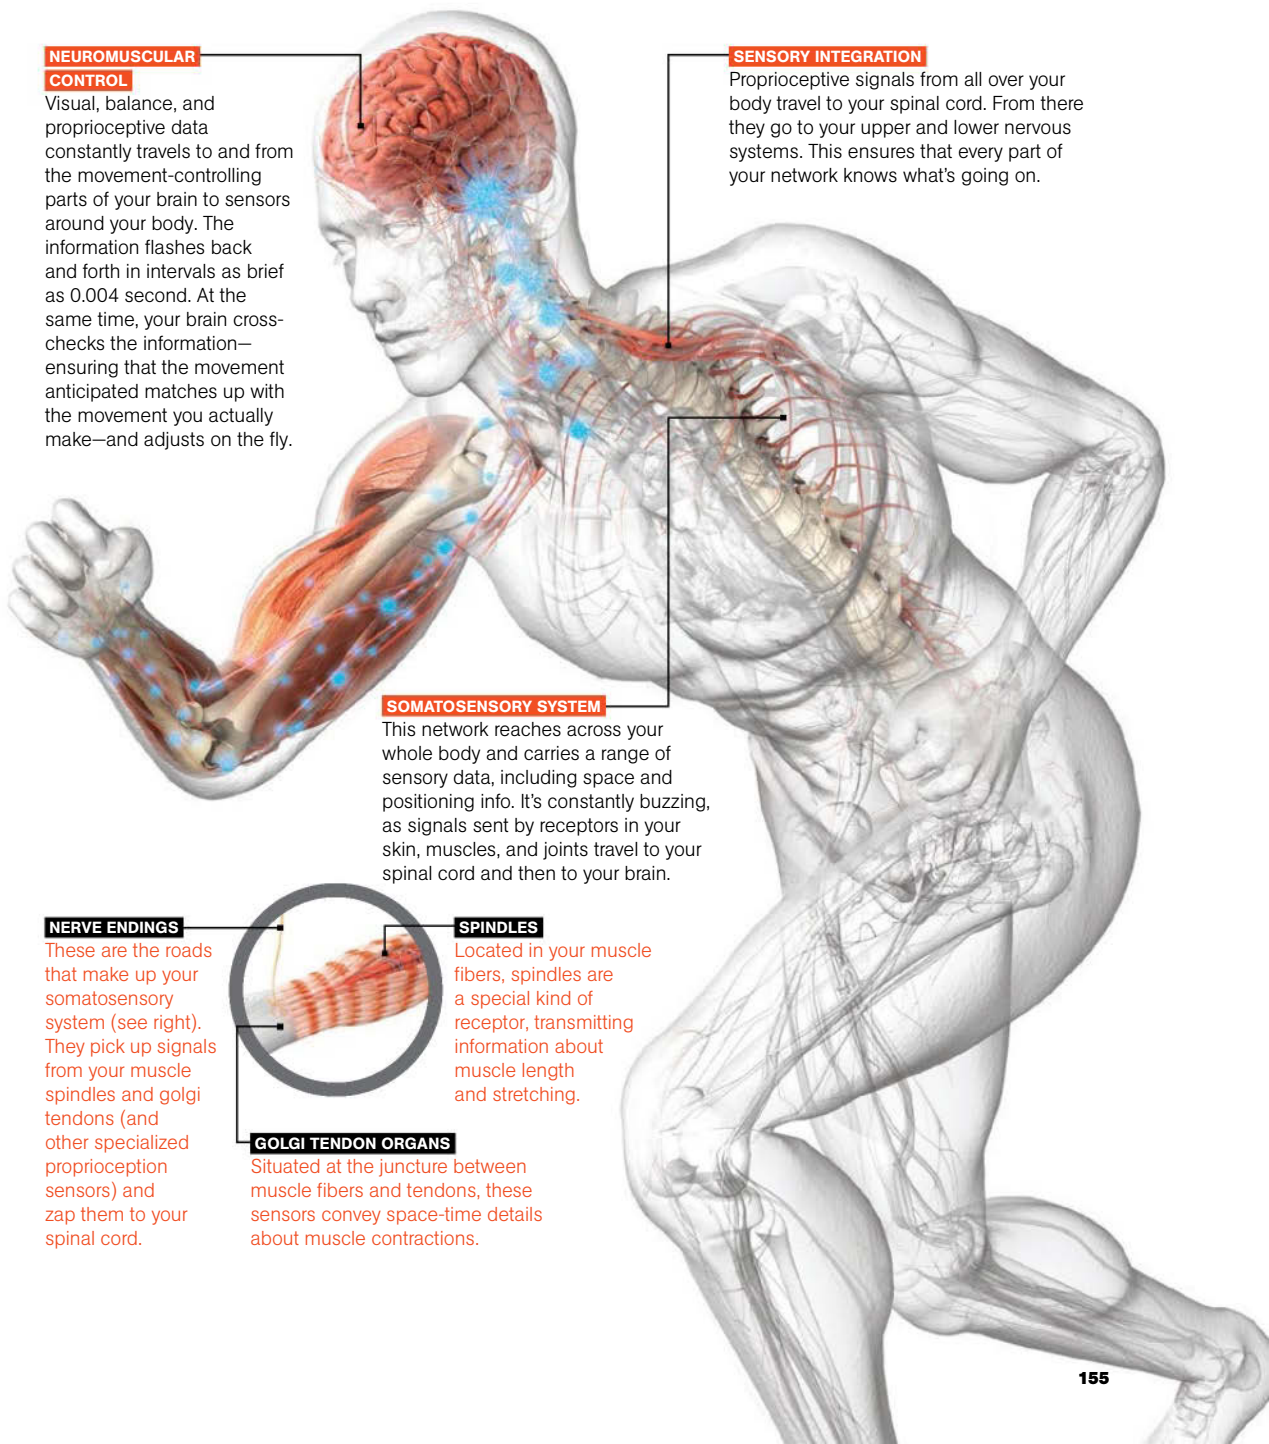 NEUROMUSCULAR
CONTROL
Visual, balance, and
proprioceptive data
constantly travels to and from
the movement-controlling
parts of your brain to sensors
around your body. The
information flashes back
and forth in intervals as brief
as 0.004 second. At the
same time, your brain cross-
checks the information—
ensuring that the movement
anticipated matches up with
the movement you actually
make—and adjusts on the fly.
SENSORY INTEGRATION
Proprioceptive signals from all over your
body travel to your spinal cord. From there
they go to your upper and lower nervous
systems. This ensures that every part of
your network knows what's going on.
SOMATOSENSORY SYSTEM
This network reaches across your
whole body and carries a range of
sensory data, including space and
positioning info. It's constantly buzzing,
as signals sent by receptors in your
skin, muscles, and joints travel to your
spinal cord and then to your brain.
NERVE ENDINGS
These are the roads
that make up your
somatosensory
system (see right).
They pick up signals
from your muscle
spindles and golgi
tendons (and
other specialized
proprioception
sensors) and
zap them to your
spinal cord.
SPINDLES
Located in your muscle
fibers, spindles are
a special kind of
receptor, transmitting
information about
muscle length
and stretching.
GOLGI TENDON ORGANS
Situated at the juncture between
muscle fibers and tendons, these
sensors convey space-time details
about muscle contractions.
155